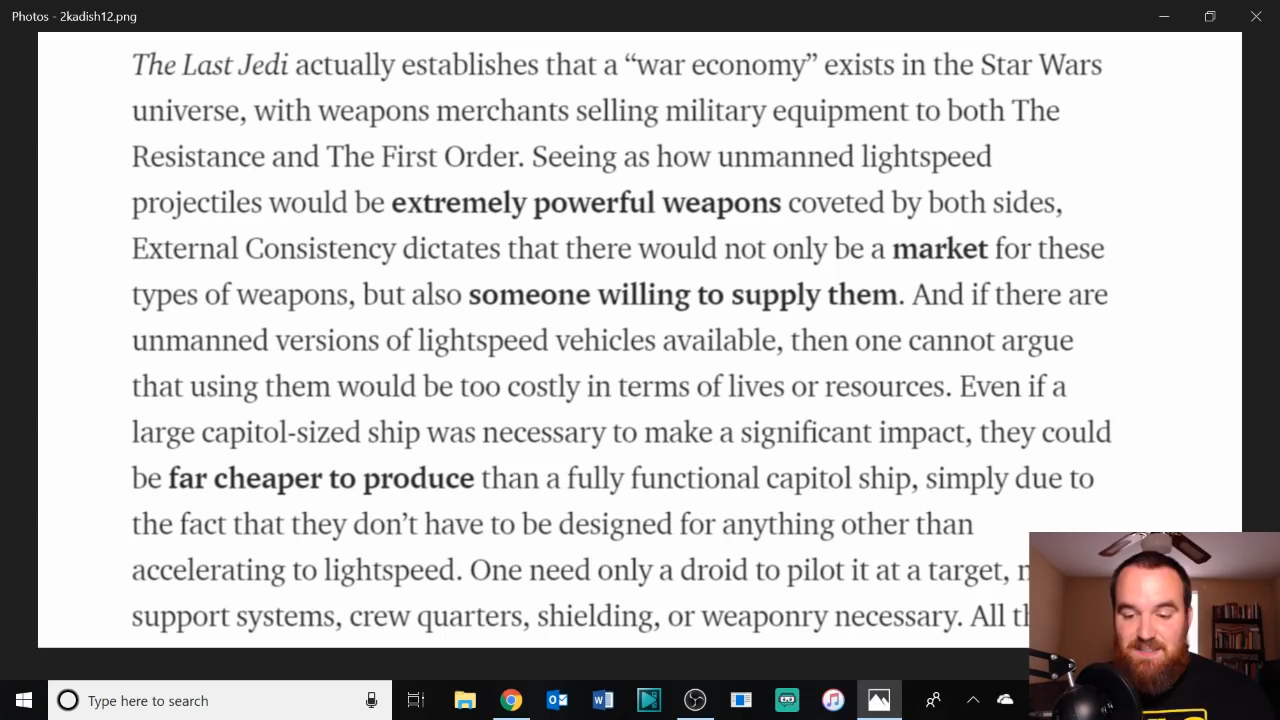 Photos - 2kadish12.png
The Last Jedi actually establishes that a “war economy” exists in the Star Wars
universe, with weapons merchants selling military equipment to both The
Resistance and The First Order. Seeing as how unmanned lightspeed
projectiles would be extremely powerful weapons coveted by both sides,
External Consistency dictates that there would not only be a market for these
types of weapons, but also someone willing to supply them. And if there are
unmanned versions of lightspeed vehicles available, then one cannot argue
that using them would be too costly in terms of lives or resources. Even if a
large capitol-sized ship was necessary to make a significant impact, they could
be far cheaper to produce than a fully functional capitol ship, simply due to
the fact that they don’t have to be designed for anything other than
accelerating to lightspeed. One need only a droid to pilot it at a target,
support systems, crew quarters, shielding, or weaponry necessary. All
Type here to search